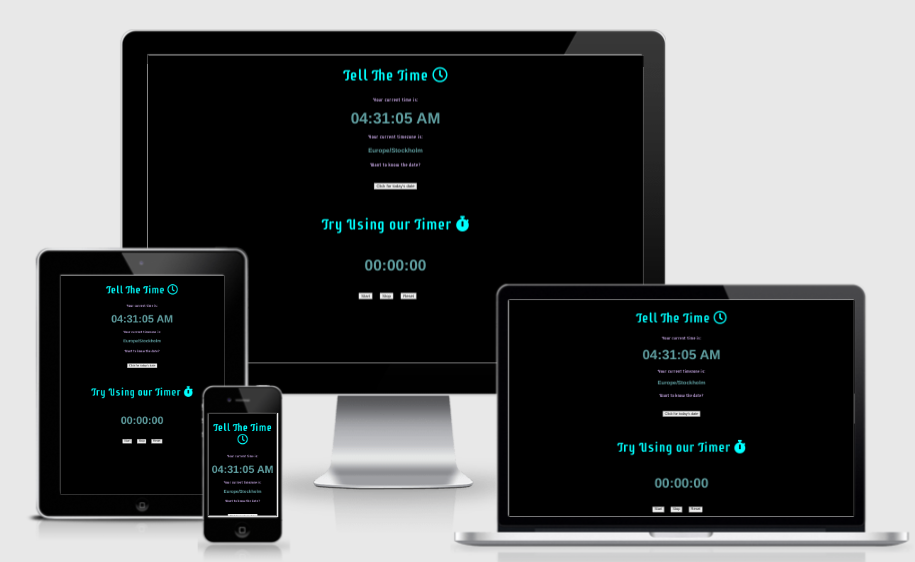 Tell The Time
Your current time is:
04:31:05 AM
Your current timezone is:
Europe/Stockholm
Want to know the date?
Click for today's date
Try Using our Timer
00:00:00
Start Stop Reset
Tell The Time
Your current time is:
04:31:05 AM
Your current timezone is:
Europe/Stockholm
Want to know the date?
Click for today's date
Try Using our Timer
00:00:00
Start Stop Reset
Tell The Time
Your current time is:
04:31:05 AM
Your current timezone is:
Europe/Stockholm
Want to know the date?
Tell The Time
Your current time is:
04:31:05 AM
Your current timezone is:
Europe/Stockholm
Want to know the date?
Click for today's date
Try Using our Timer
00:00:00
Start Stop Reset